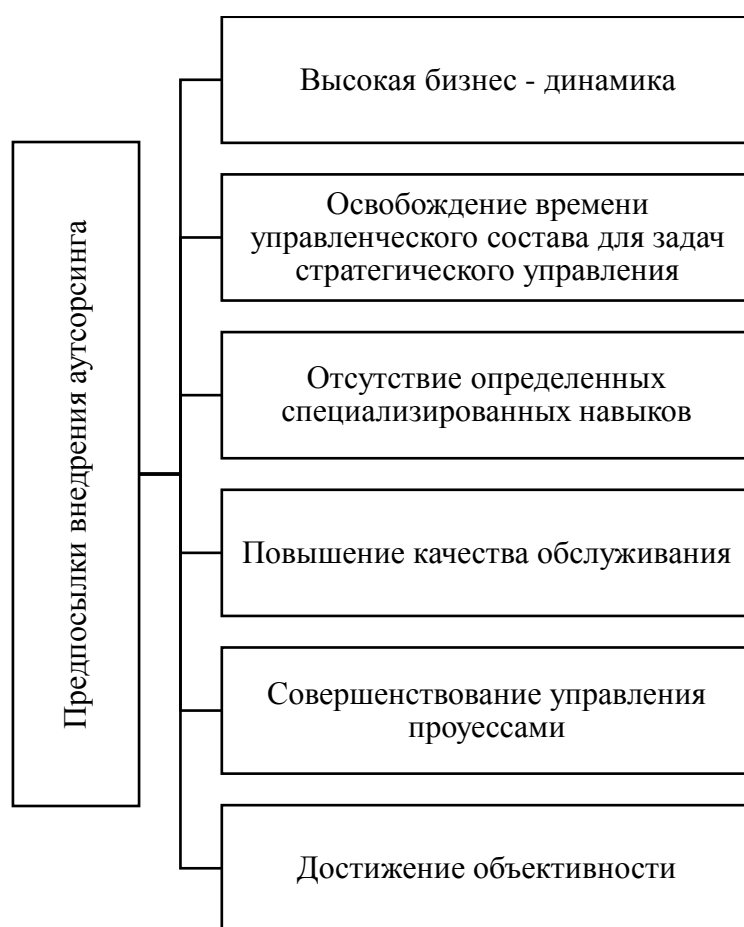 Предпосылки внедрения аутсорсинга
Высокая бизнес - динамика
Освобождение времени
управленческого состава для задач
стратегического управления
Отсутствие определенных
специализированных навыков
Повышение качества обслуживания
Совершенствование управления
проуессами
Достижение объективности